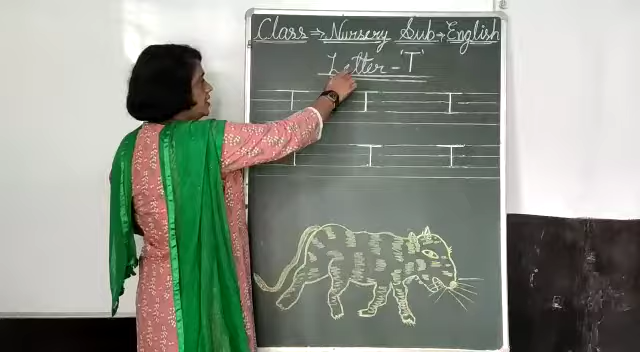 Class → Nursery Sub → English
Letter - 'T'